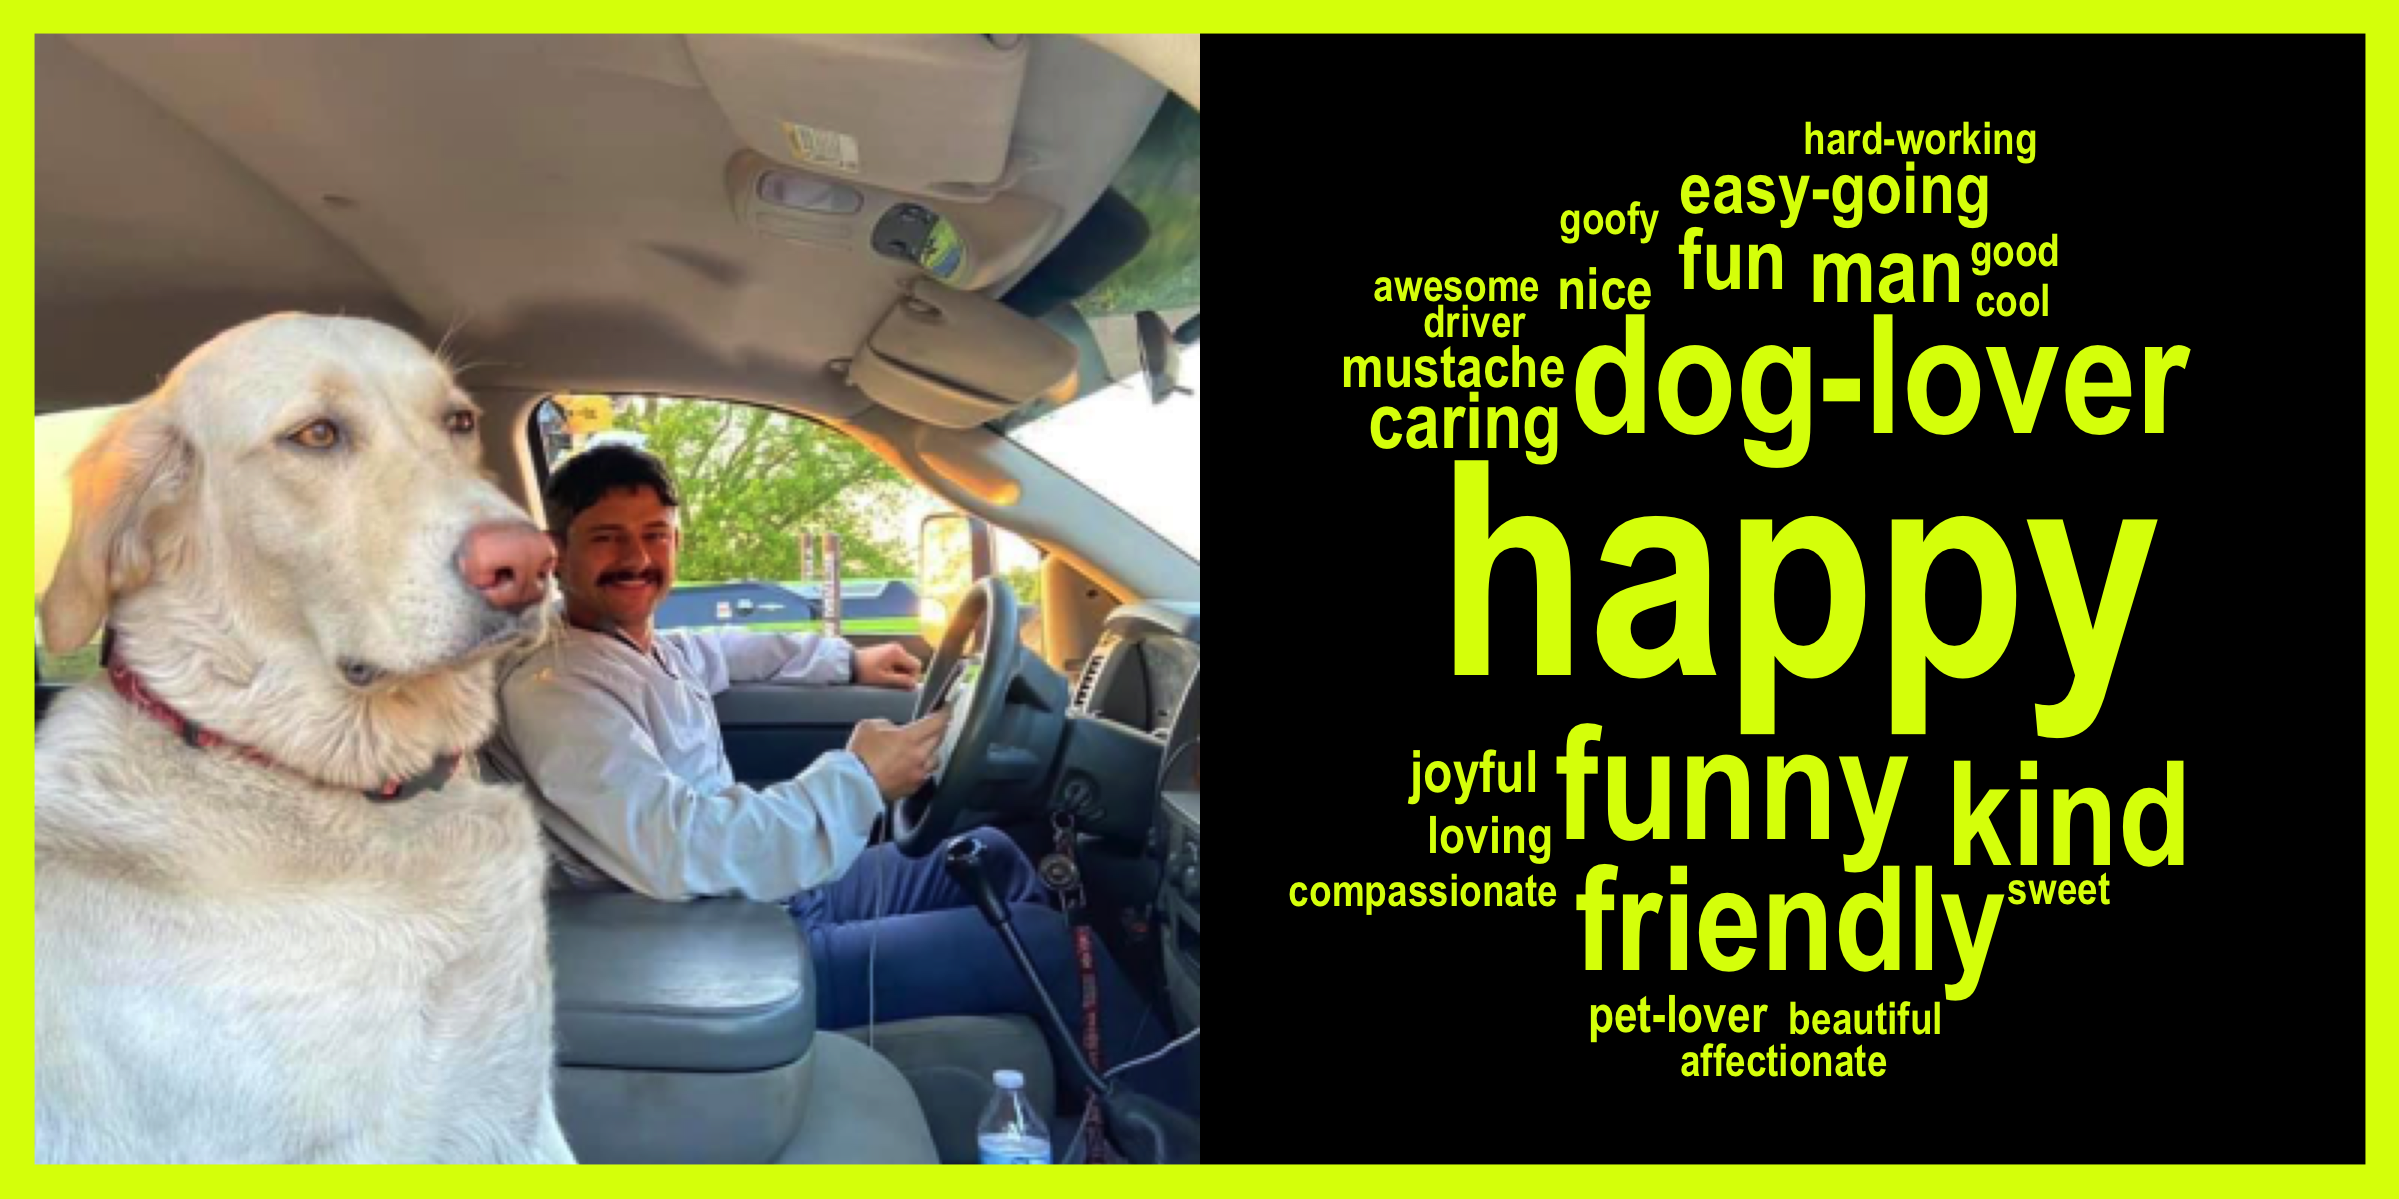 hard-working
easy-going
goofy
fun man good
awesome nice cool
driver
mustache dog-lover
caring
happy
joyful funny kind
loving
compassionate friendly sweet
pet-lover beautiful
affectionate